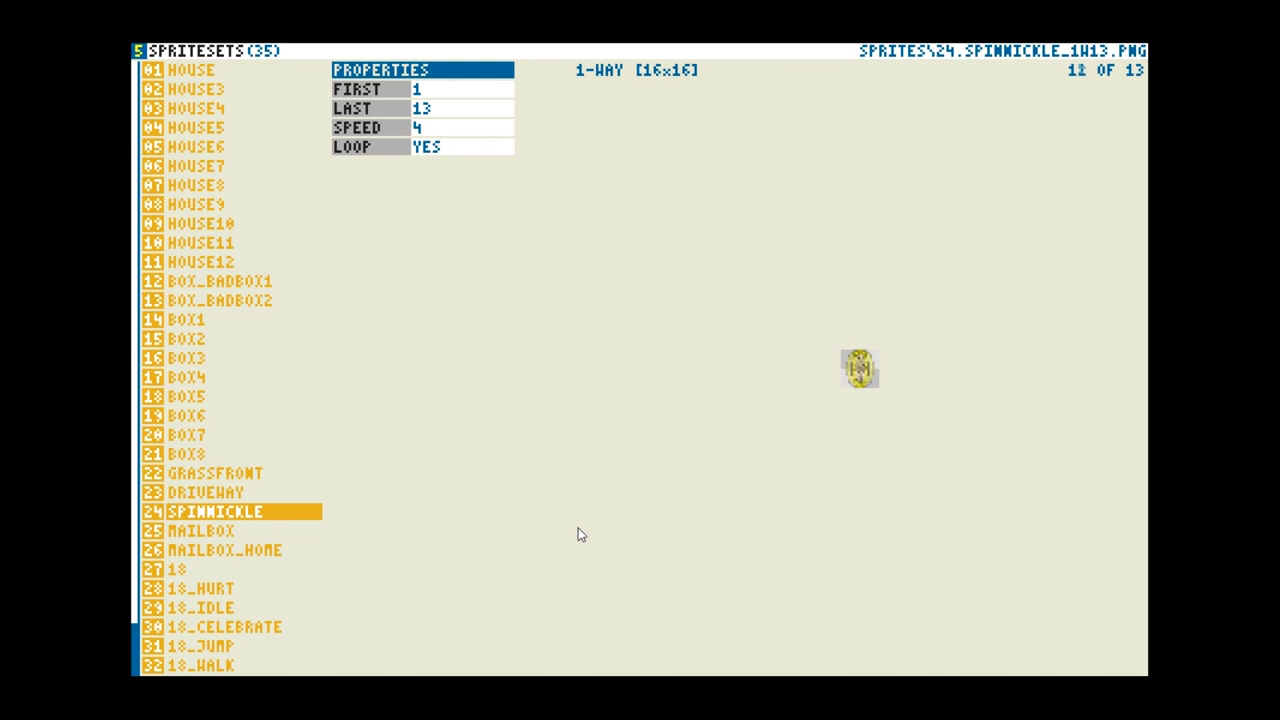 5 SPRITESETS(35) SPRITES\24.SPINNICKLE_1W13.PNG
01 HOUSE
02 HOUSE3
03 HOUSE4
04 HOUSE5
05 HOUSE6
06 HOUSE7
07 HOUSE8
08 HOUSE9
09 HOUSE10
10 HOUSE11
11 HOUSE12
12 BOX_BADBOX1
13 BOX_BADBOX2
14 BOX1
15 BOX2
16 BOX3
17 BOX4
18 BOX5
19 BOX6
20 BOX7
21 BOX8
22 GRASSFRONT
23 DRIVEWAY
24 SPINNICKLE
25 MAILBOX
26 MAILBOX_HOME
27 18
28 18_HURT
29 18_IDLE
30 18_CELEBRATE
31 18_JUMP
32 18_WALK
PROPERTIES
FIRST 1
LAST 13
SPEED 4
LOOP YES
1-WAY [16x16]
OF 13